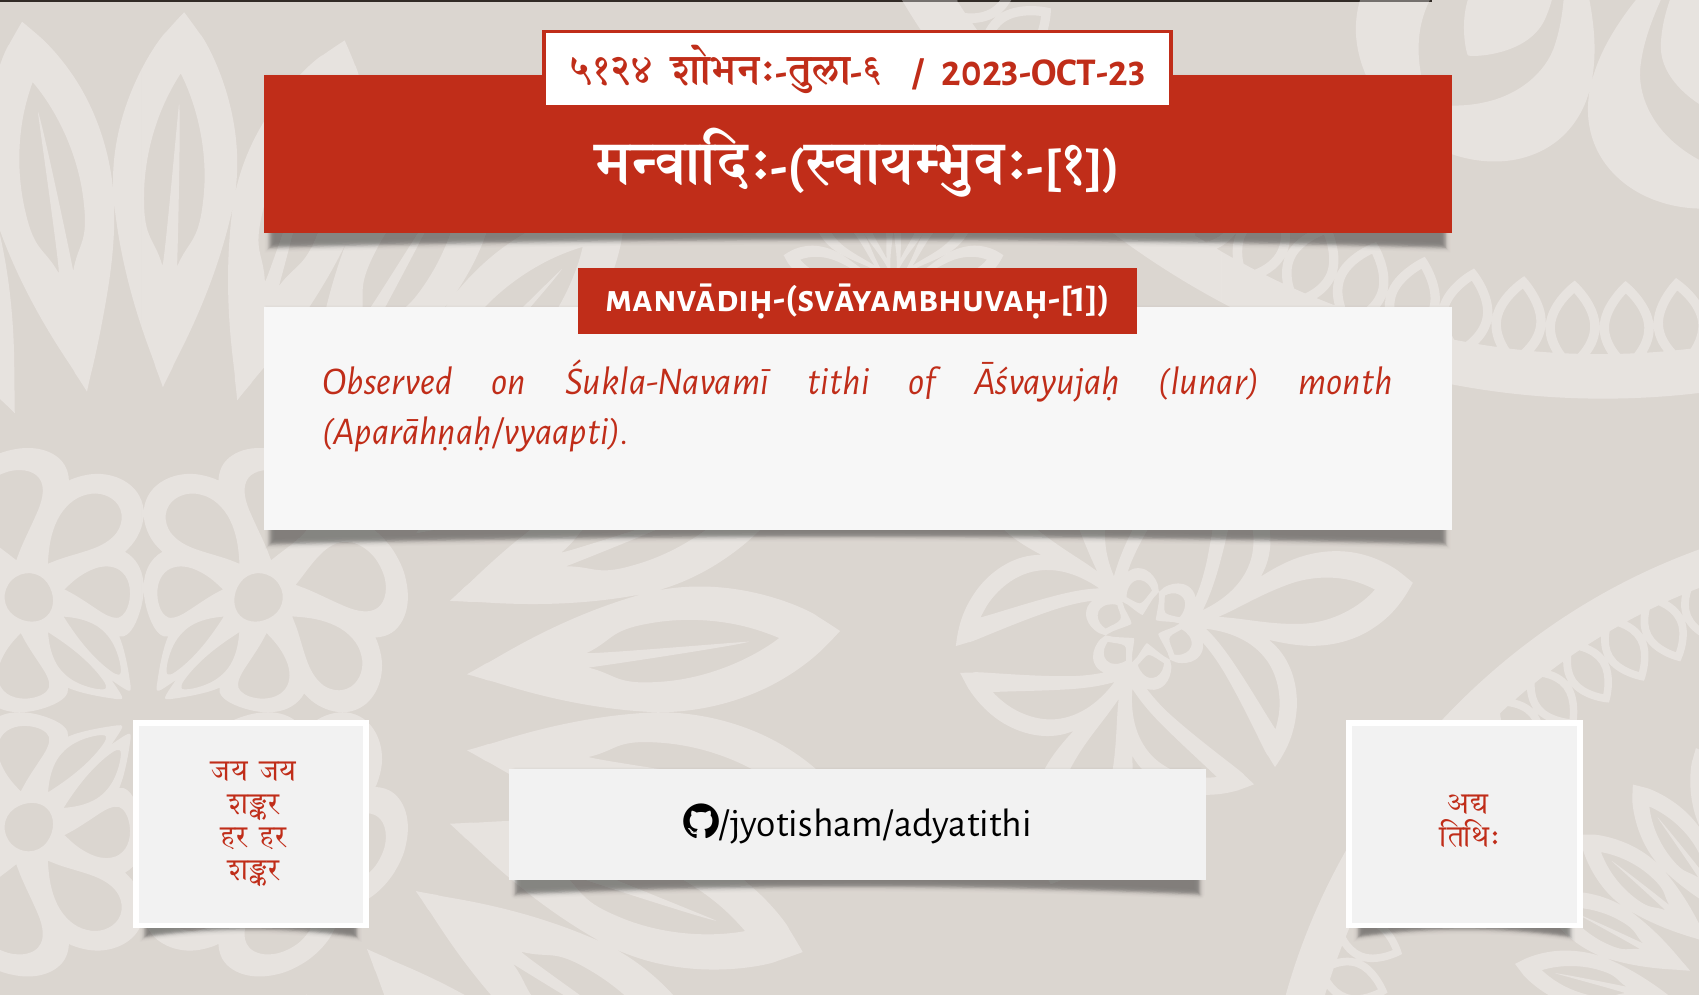 ५१२४ शोभनः-तुला-६ / 2023-OCT-23
मन्वादिः-(स्वायम्भुवः-[१])
MANVĀDIḤ-(SVĀYAMBHUVAḤ-[1])
Observed on Śukla-Navamī tithi of Āśvayujaḥ (lunar) month
(Aparāhṇaḥ/vyaapti).
जय जय
शङ्कर
हर हर
शङ्कर
/jyotisham/adyatithi
अद्य
तिथिः